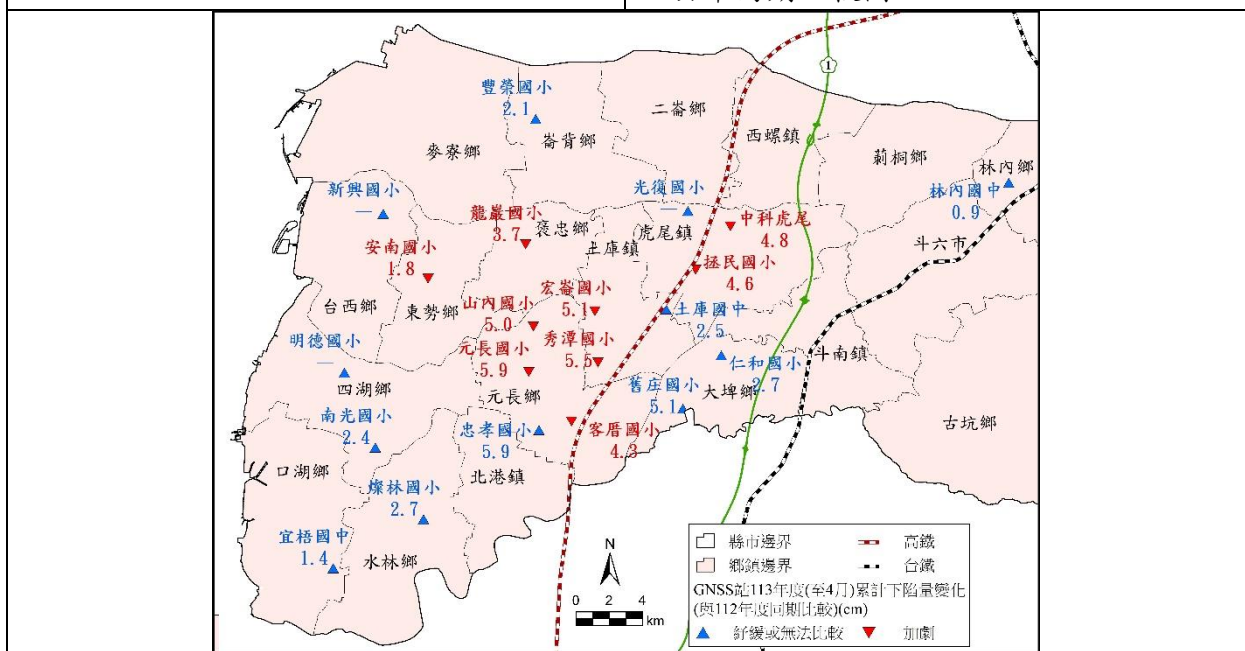 1
豐榮國小
2.1
二崙鄉
崙背鄉
西螺鎮
麥寮鄉
莿桐鄉
林內鄉
林內國中
0.9
新興國小
—
光復國小
—
龍巖國小
3.7
褒忠鄉
土庫鎮
虎尾鎮
中科虎尾
4.8
斗六市
安南國小
1.8
拯民國小
4.6
宏崙國小
5.1
台西鄉
東勢鄉
山內國小
5.0
土庫國中
2.5
明德國小
—
元長國小
5.9
秀潭國小
5.5
斗南鎮
仁和國小
2.7
四湖鄉
舊庄國小
5.1
大埤鄉
元長鄉
南光國小
2.4
忠孝國小
5.9
客厝國小
4.3
古坑鄉
口湖鄉
北港鎮
燦林國小
2.7
宜梧國中
1.4
水林鄉
N
0 2 4
km
縣市邊界 高鐵
鄉鎮邊界 台鐵
GNSS站113年度(至4月)累計下陷量變化
(與112年度同期比較)(cm)
紓緩或無法比較 加劇